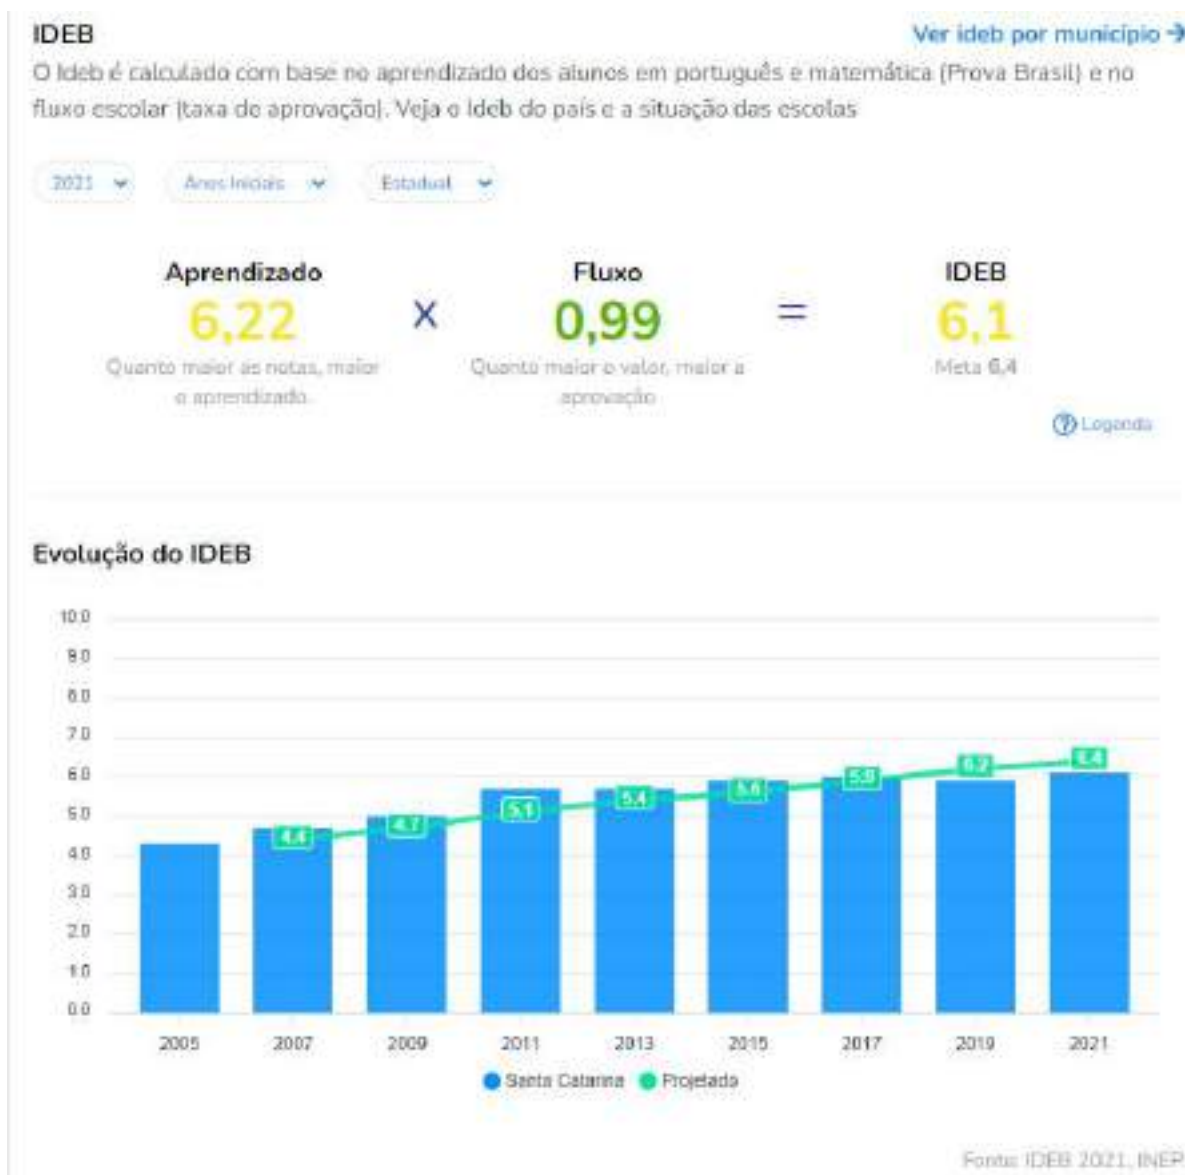 IDEB
Ver ideb por município →
O Ideb é calculado com base no aprendizado dos alunos em português e matemática (Prova Brasil) e no
fluxo escolar (taxa de aprovação). Veja o Ideb do país e a situação das escolas
2021 Anos Iniciais Estadual
Aprendizado Fluxo IDEB
6,22 X 0,99 = 6,1
Quanto maior as notas, maior Quanto maior o valor, maior a Meta 6,4
o aprendizado. aprovação
? Legenda
Evolução do IDEB
10.0
9.0
8.0
7.0
6.0
5.0
4.0
3.0
2.0
1.0
0.0
4.4 4.7 5.1 5.4 5.6 5.9 6.2 6.4
2005 2007 2009 2011 2013 2015 2017 2019 2021
Santa Catarina Projetado
Fonte: IDEB 2021, INEP